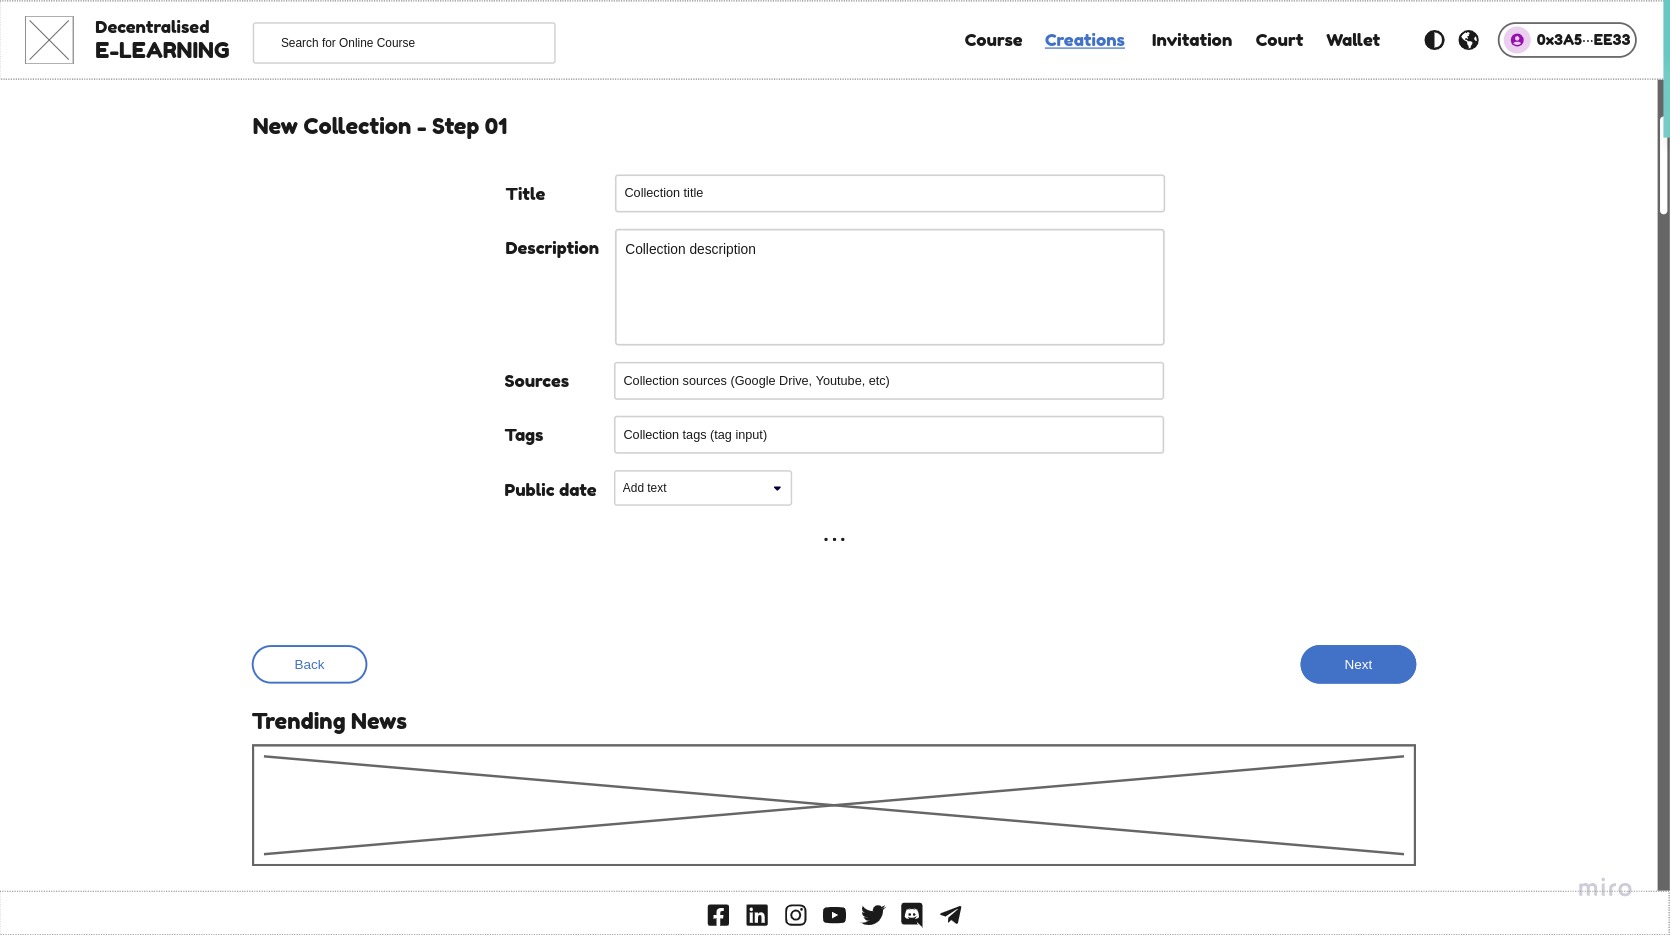 Decentralised
E-LEARNING
Search for Online Course
Course
Creations
Invitation
Court
Wallet
0x3A5···EE33
New Collection - Step 01
Title
Collection title
Description
Collection description
Sources
Collection sources (Google Drive, Youtube, etc)
Tags
Collection tags (tag input)
Public date
Add text
...
Back
Next
Trending News
miro